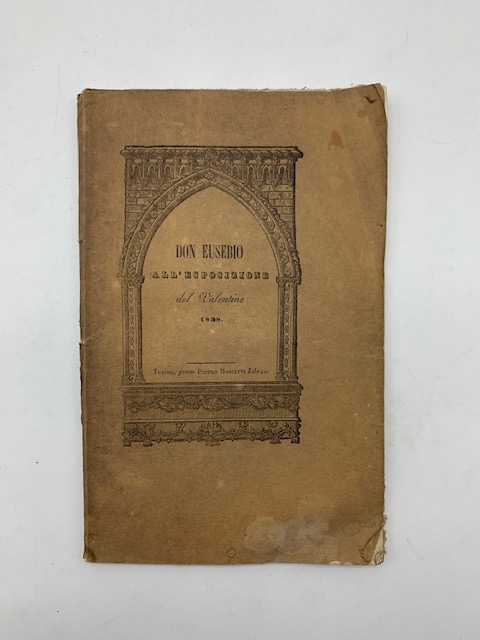 DON EUSEBIO
ALL'ESPOSIZIONE
del Valentino
1838.
Torino, presso Pietro Marietti Libraio